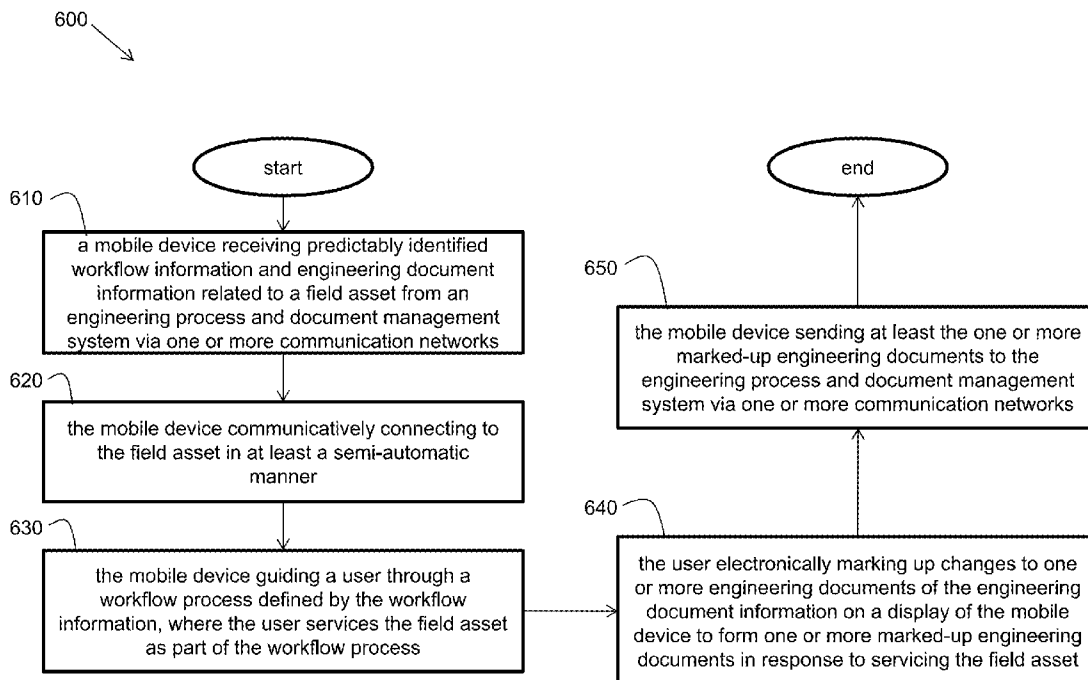 600
start
610
a mobile device receiving predictably identified
workflow information and engineering document
information related to a field asset from an
engineering process and document management
system via one or more communication networks
620
the mobile device communicatively connecting to
the field asset in at least a semi-automatic
manner
630
the mobile device guiding a user through a
workflow process defined by the workflow
information, where the user services the field asset
as part of the workflow process
640
the user electronically marking up changes to one
or more engineering documents of the engineering
document information on a display of the mobile
device to form one or more marked-up engineering
documents in response to servicing the field asset
650
the mobile device sending at least the one or more
marked-up engineering documents to the
engineering process and document management
system via one or more communication networks
end